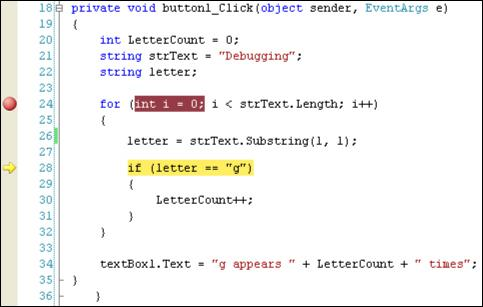 18 private void button1_Click(object sender, EventArgs e)
19 {
20 int LetterCount = 0;
21 string strText = "Debugging";
22 string letter;
23
24 for (int i = 0; i < strText.Length; i++)
25 {
26 letter = strText.Substring(1, 1);
27
28 if (letter == "g")
29 {
30 LetterCount++;
31 }
32 }
33
34 textBox1.Text = "g appears " + LetterCount + " times";
35 }
36 }